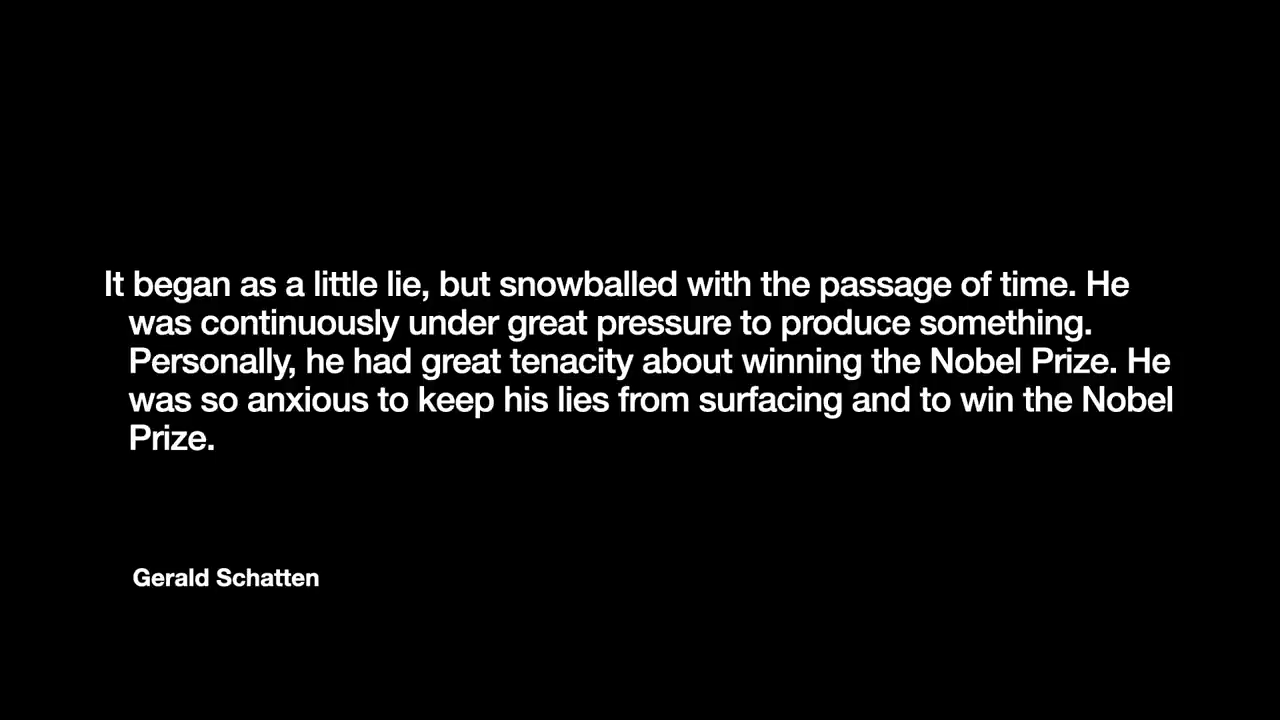 It began as a little lie, but snowballed with the passage of time. He
was continuously under great pressure to produce something.
Personally, he had great tenacity about winning the Nobel Prize. He
was so anxious to keep his lies from surfacing and to win the Nobel
Prize.
Gerald Schatten